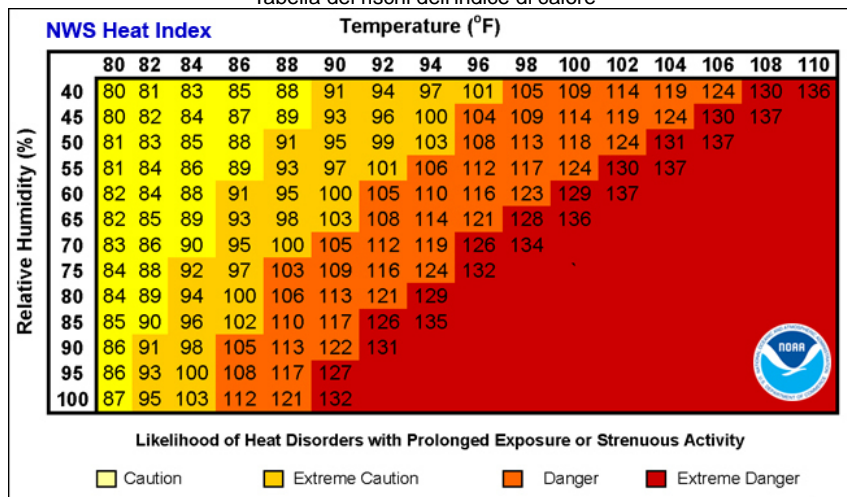 Tabella dei rischi dell'indice di calore
NWS Heat Index Temperature (°F)
80 82 84 86 88 90 92 94 96 98 100 102 104 106 108 110
40 80 81 83 85 88 91 94 97 101 105 109 114 119 124 130 136
45 80 82 84 87 89 93 96 100 104 109 114 119 124 130 137
50 81 83 85 88 91 95 99 103 108 113 118 124 131 137
55 81 84 86 89 93 97 101 106 112 117 124 130 137
60 82 84 88 91 95 100 105 110 116 123 129 137
65 82 85 89 93 98 103 108 114 121 128 136
70 83 86 90 95 100 105 112 119 126 134
75 84 88 92 97 103 109 116 124 132
80 84 89 94 100 106 113 121 129
85 85 90 96 102 110 117 126 135
90 86 91 98 105 113 122 131
95 86 93 100 108 117 127
100 87 95 103 112 121 132
Relative Humidity (%)
NOAA
Likelihood of Heat Disorders with Prolonged Exposure or Strenuous Activity
Caution Extreme Caution Danger Extreme Danger